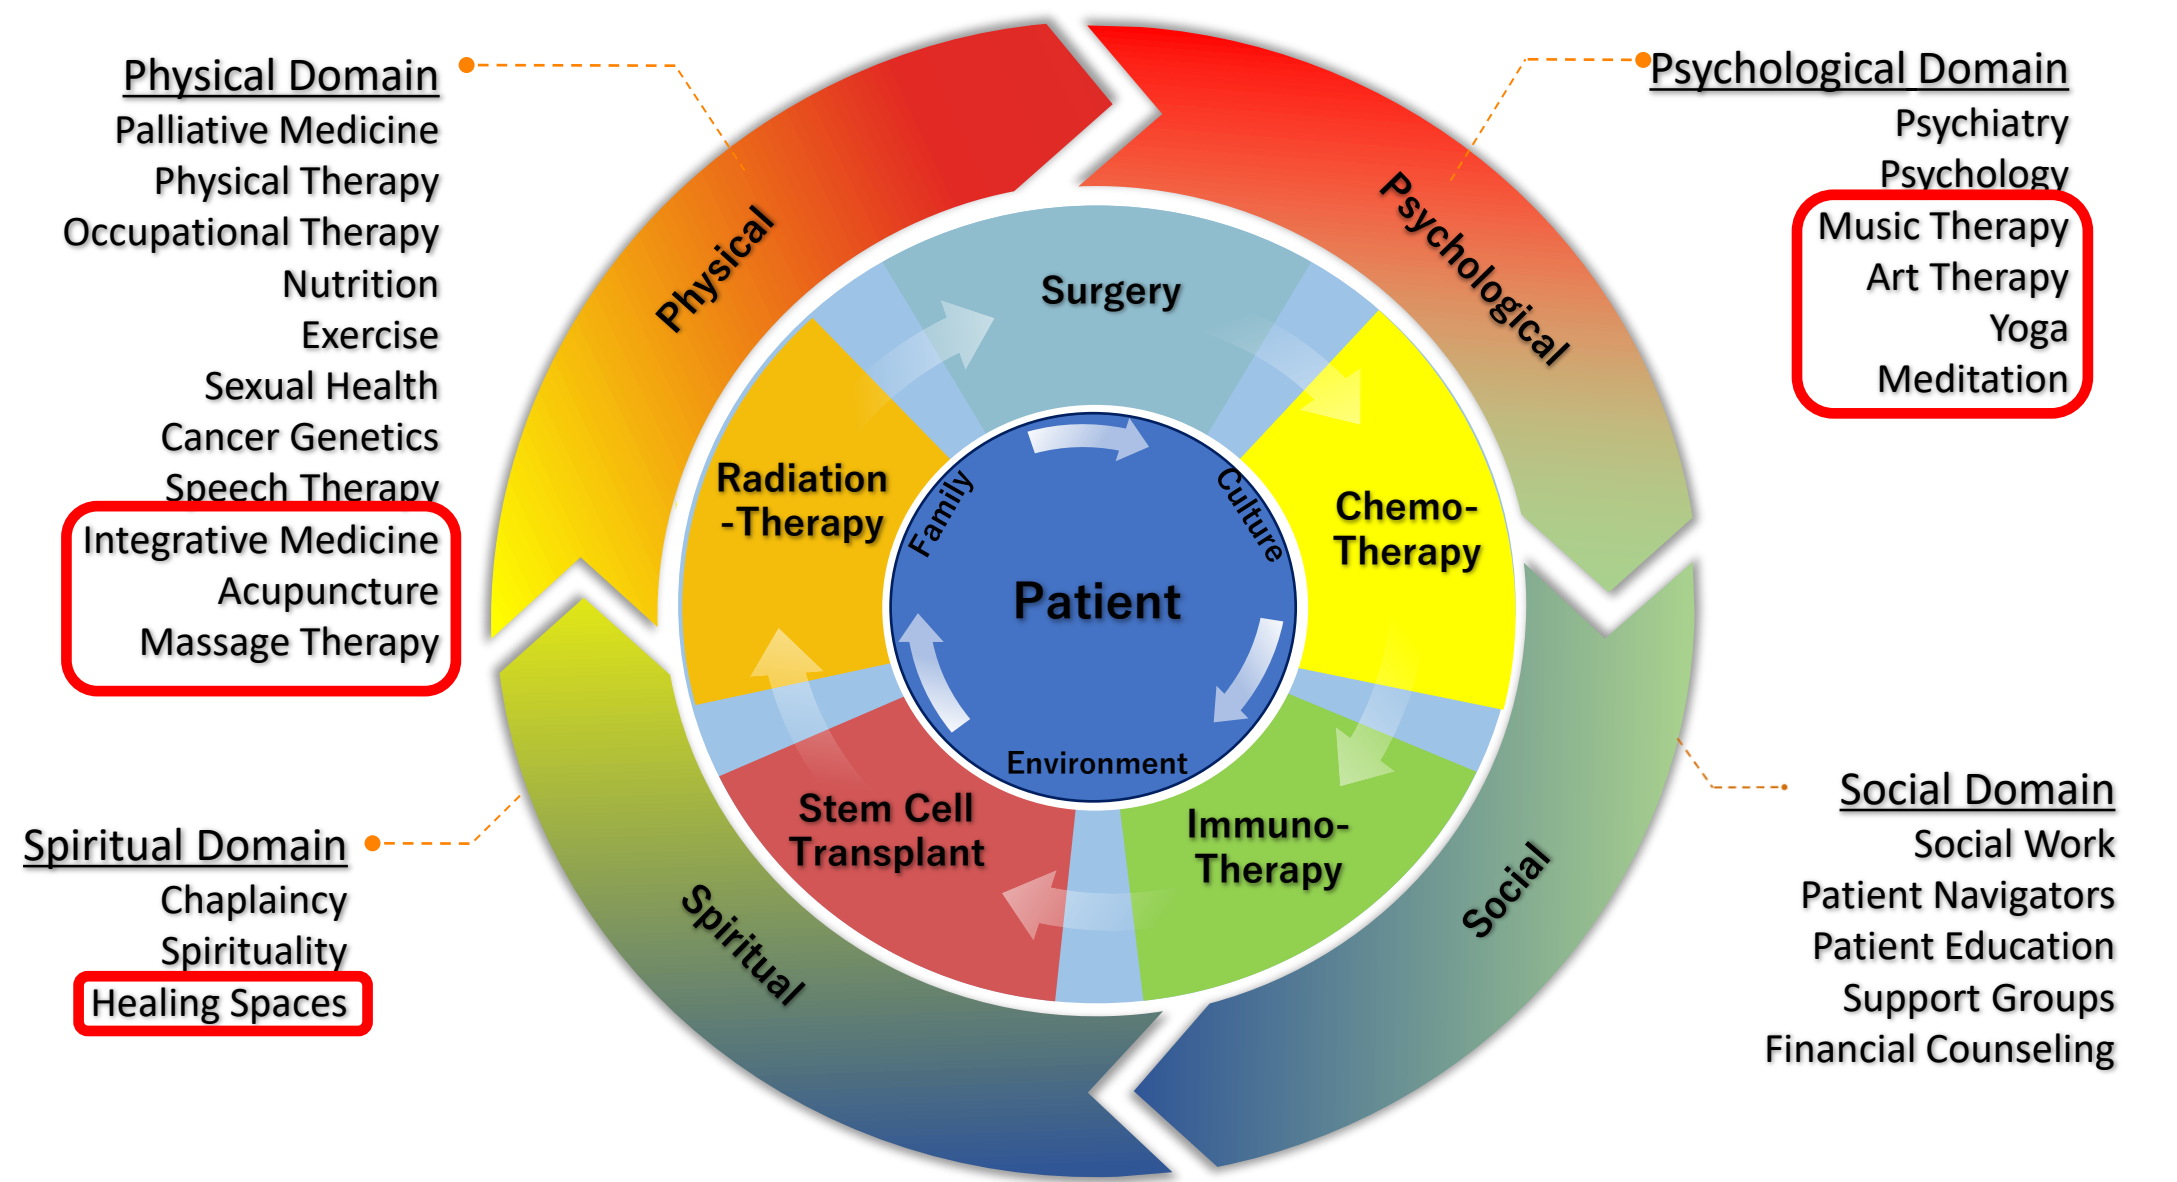 Physical Domain
Palliative Medicine
Physical Therapy
Occupational Therapy
Nutrition
Exercise
Sexual Health
Cancer Genetics
Speech Therapy
Integrative Medicine
Acupuncture
Massage Therapy
Spiritual Domain
Chaplaincy
Spirituality
Healing Spaces
Physical
Psychological
Social
Spiritual
Surgery
Chemo-
Therapy
Immuno-
Therapy
Stem Cell
Transplant
Radiation
-Therapy
Family
Culture
Patient
Environment
Psychological Domain
Psychiatry
Psychology
Music Therapy
Art Therapy
Yoga
Meditation
Social Domain
Social Work
Patient Navigators
Patient Education
Support Groups
Financial Counseling